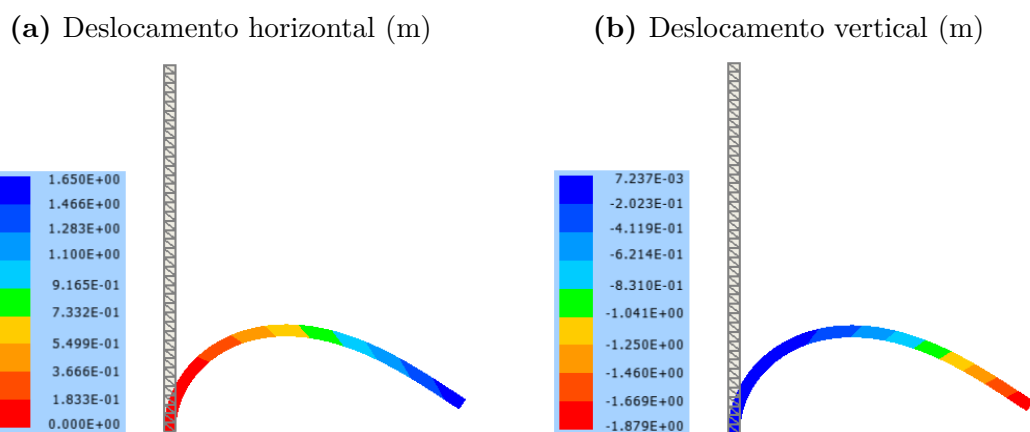 (a) Deslocamento horizontal (m)
1.650E+00
1.466E+00
1.283E+00
1.100E+00
9.165E-01
7.332E-01
5.499E-01
3.666E-01
1.833E-01
0.000E+00
(b) Deslocamento vertical (m)
7.237E-03
-2.023E-01
-4.119E-01
-6.214E-01
-8.310E-01
-1.041E+00
-1.250E+00
-1.460E+00
-1.669E+00
-1.879E+00